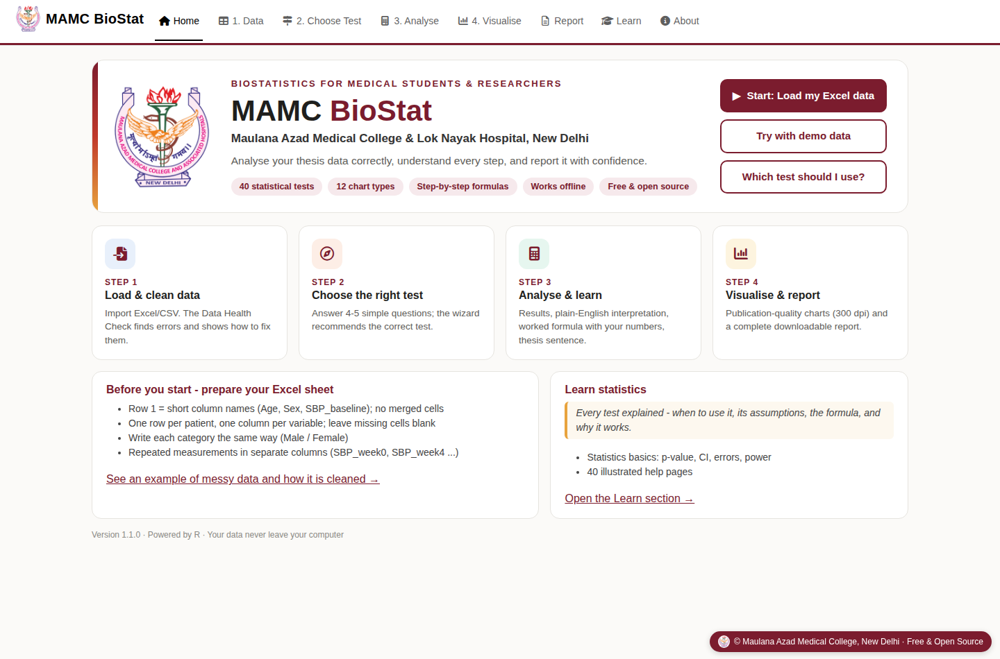 MAMC BioStat
Home
1. Data
2. Choose Test
3. Analyse
4. Visualise
Report
Learn
About
MAULANA AZAD MEDICAL COLLEGE AND ASSOCIATED HOSPITALS
NEW DELHI
BIOSTATISTICS FOR MEDICAL STUDENTS & RESEARCHERS
MAMC BioStat
Maulana Azad Medical College & Lok Nayak Hospital, New Delhi
Analyse your thesis data correctly, understand every step, and report it with confidence.
40 statistical tests
12 chart types
Step-by-step formulas
Works offline
Free & open source
▶ Start: Load my Excel data
Try with demo data
Which test should I use?
STEP 1
Load & clean data
Import Excel/CSV. The Data Health
Check finds errors and shows how to fix
them.
STEP 2
Choose the right test
Answer 4-5 simple questions; the wizard
recommends the correct test.
STEP 3
Analyse & learn
Results, plain-English interpretation,
worked formula with your numbers,
thesis sentence.
STEP 4
Visualise & report
Publication-quality charts (300 dpi) and
a complete downloadable report.
Before you start - prepare your Excel sheet
• Row 1 = short column names (Age, Sex, SBP_baseline); no merged cells
• One row per patient, one column per variable; leave missing cells blank
• Write each category the same way (Male / Female)
• Repeated measurements in separate columns (SBP_week0, SBP_week4 ...)
See an example of messy data and how it is cleaned →
Learn statistics
Every test explained - when to use it, its assumptions, the formula, and
why it works.
• Statistics basics: p-value, CI, errors, power
• 40 illustrated help pages
Open the Learn section →
Version 1.1.0 · Powered by R · Your data never leave your computer
© Maulana Azad Medical College, New Delhi · Free & Open Source